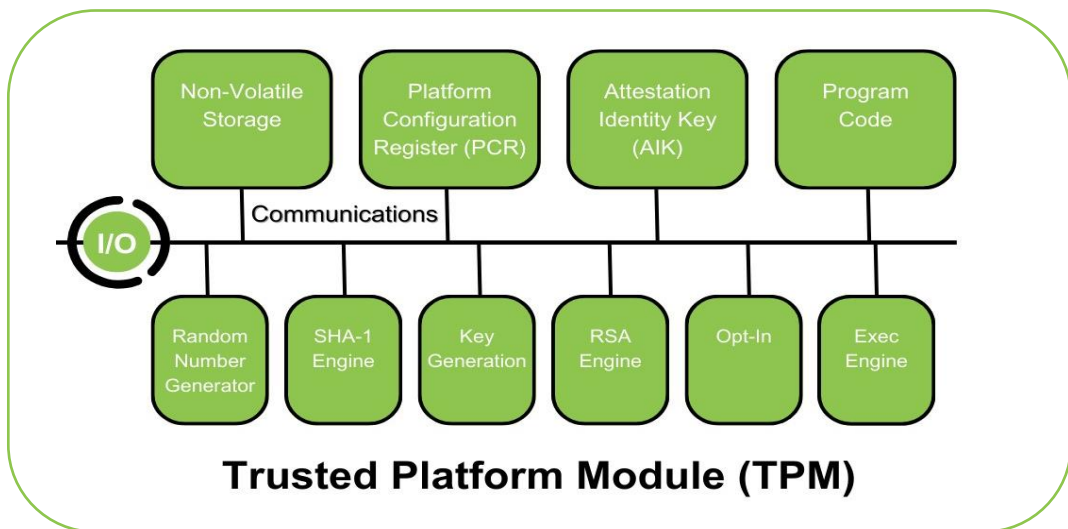 Non-Volatile
Storage
Platform
Configuration
Register (PCR)
Attestation
Identity Key
(AIK)
Program
Code
Communications
I/O
Random
Number
Generator
SHA-1
Engine
Key
Generation
RSA
Engine
Opt-In
Exec
Engine
Trusted Platform Module (TPM)